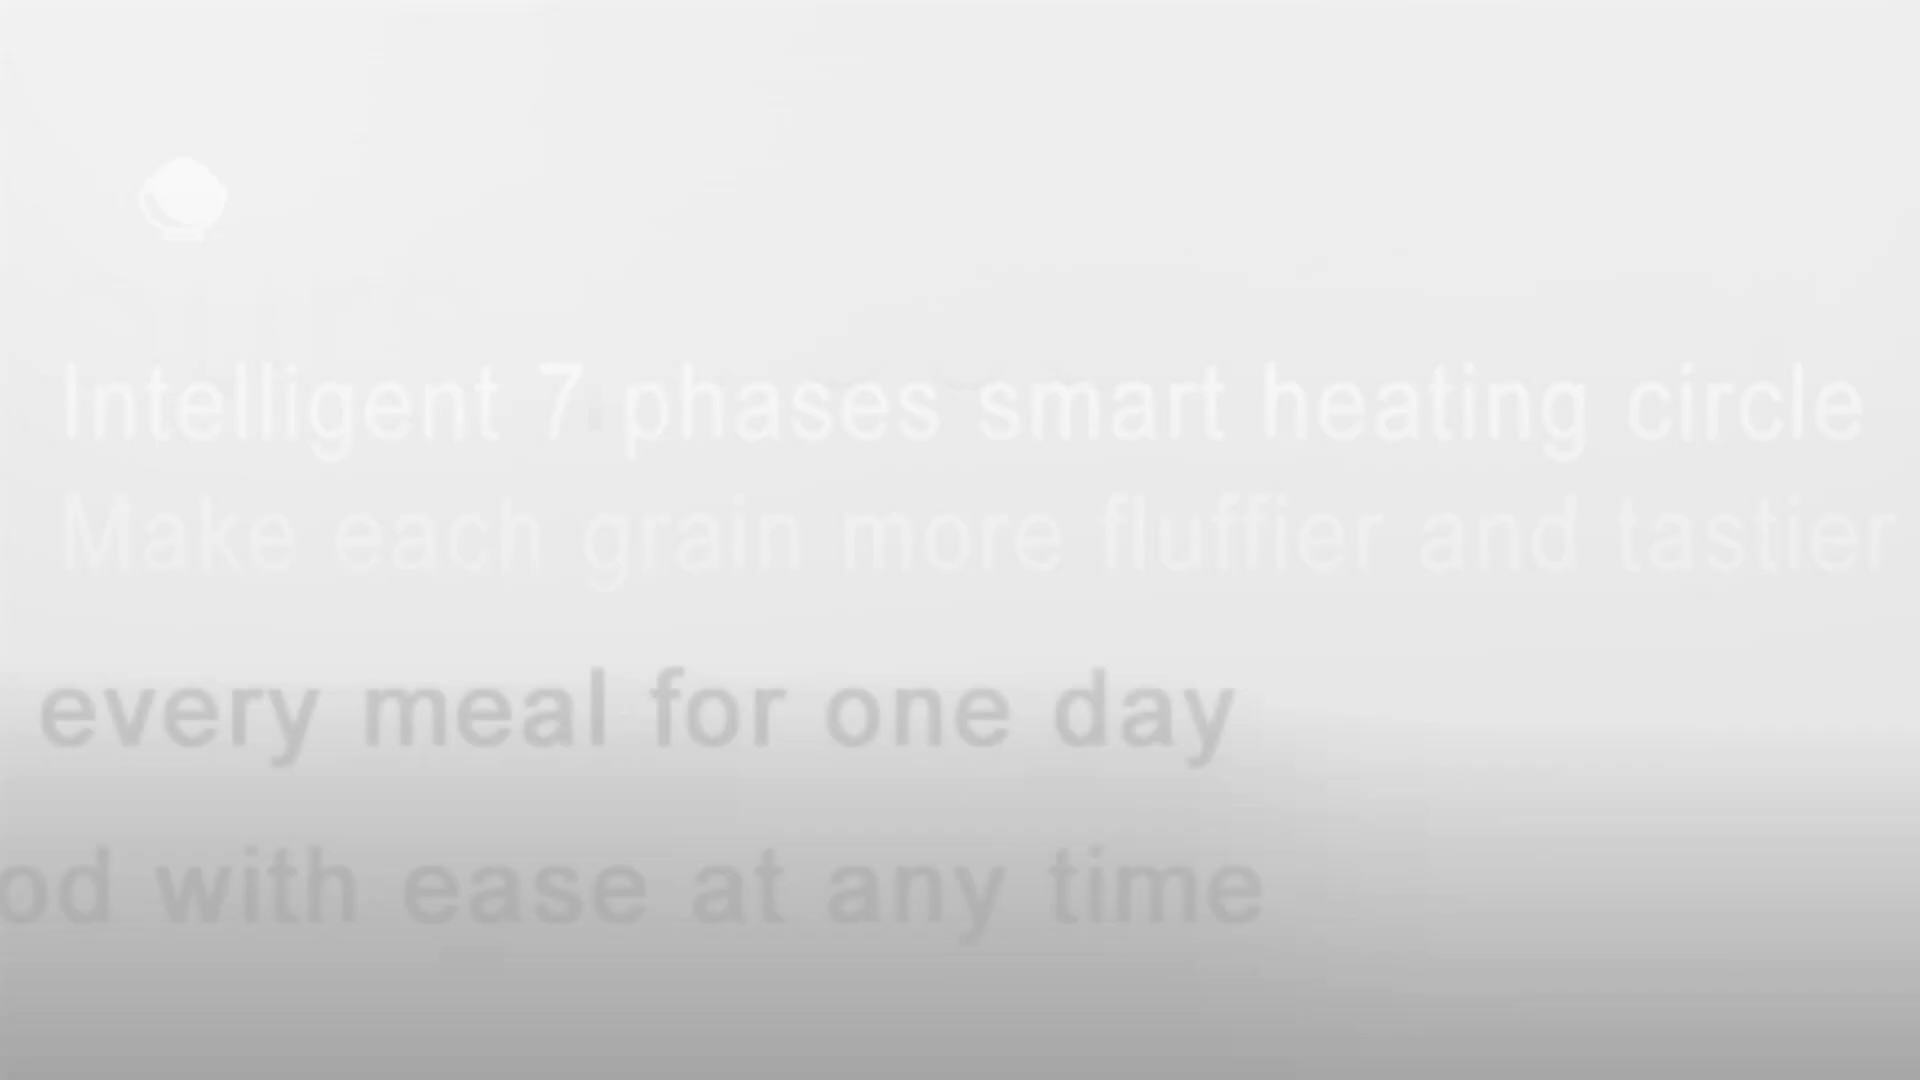 Intelligent 7 phases smart heating circle
Make each grain more fluffier and tastier
every meal for one day
od with ease at any time